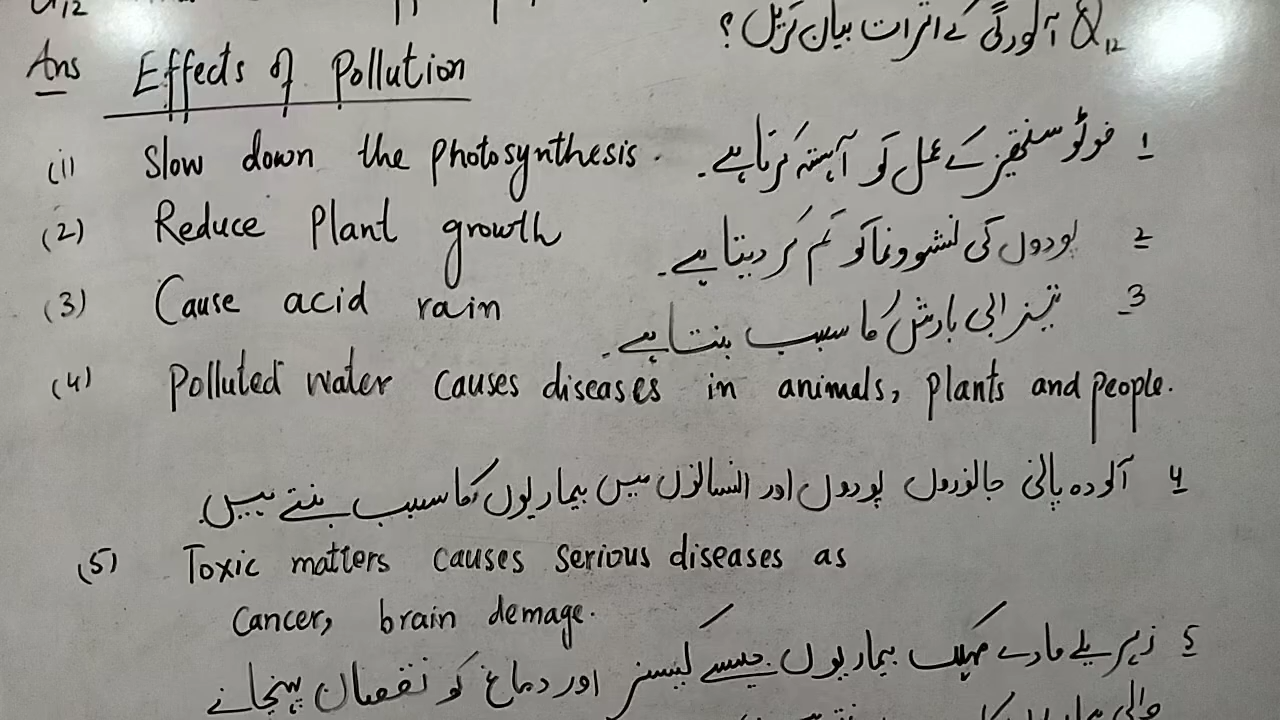 Q12 آلودگی کے اثرات بیان کریں؟
Ans Effects of Pollution
(1) Slow down the photosynthesis.
1 فوٹو سنتھیز کے عمل کو آہستہ کرتا ہے۔
(2) Reduce Plant growth
2 پودوں کی نشوونما کو کم کر دیتا ہے۔
(3) Cause acid rain
3 تیزابی بارش کا سبب بنتا ہے۔
(4) Polluted water causes diseases in animals, plants and people.
4 آلودہ پانی جانوروں پودوں اور انسانوں میں بیماریوں کا سبب بنتے ہیں۔
(5) Toxic matters causes serious diseases as
cancer, brain demage.
5 زہریلے مادے مہلک بیماریوں جیسے کینسر اور دماغ کو نقصان پہنچانے
والی